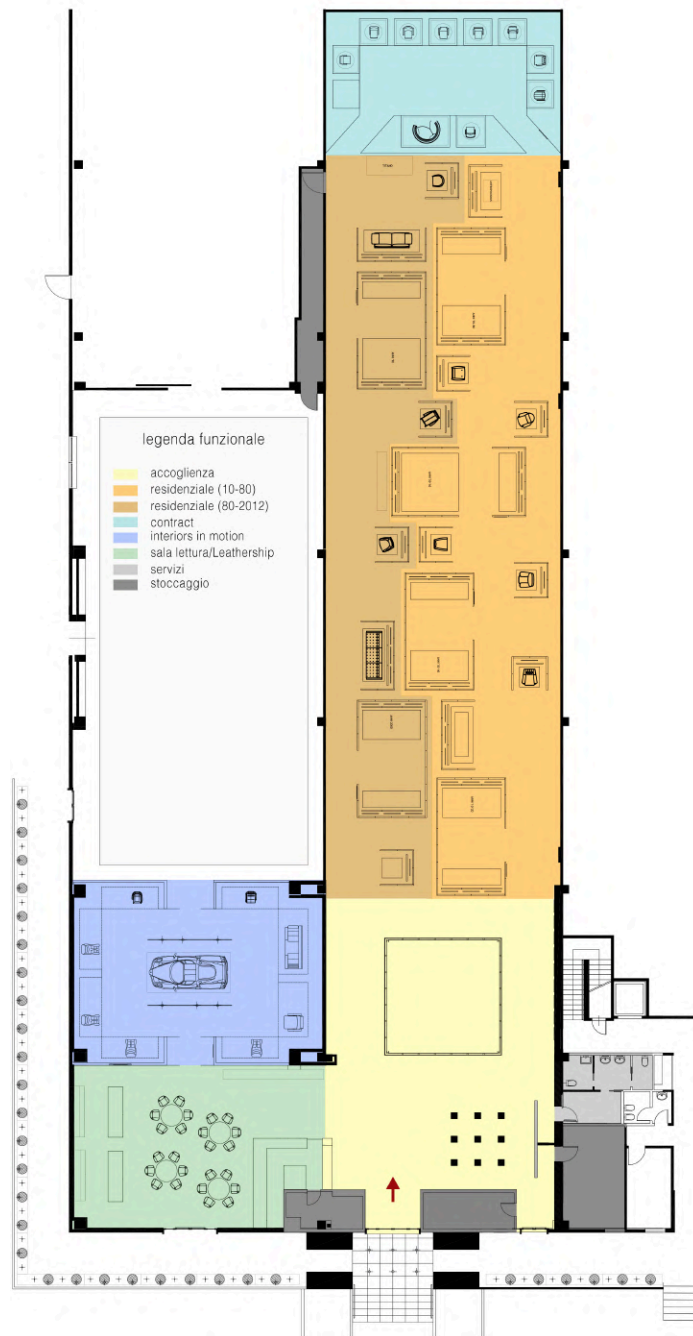 legenda funzionale
accoglienza
residenziale (10-80)
residenziale (80-2012)
contract
interiors in motion
sala lettura/Leathership
servizi
stoccaggio